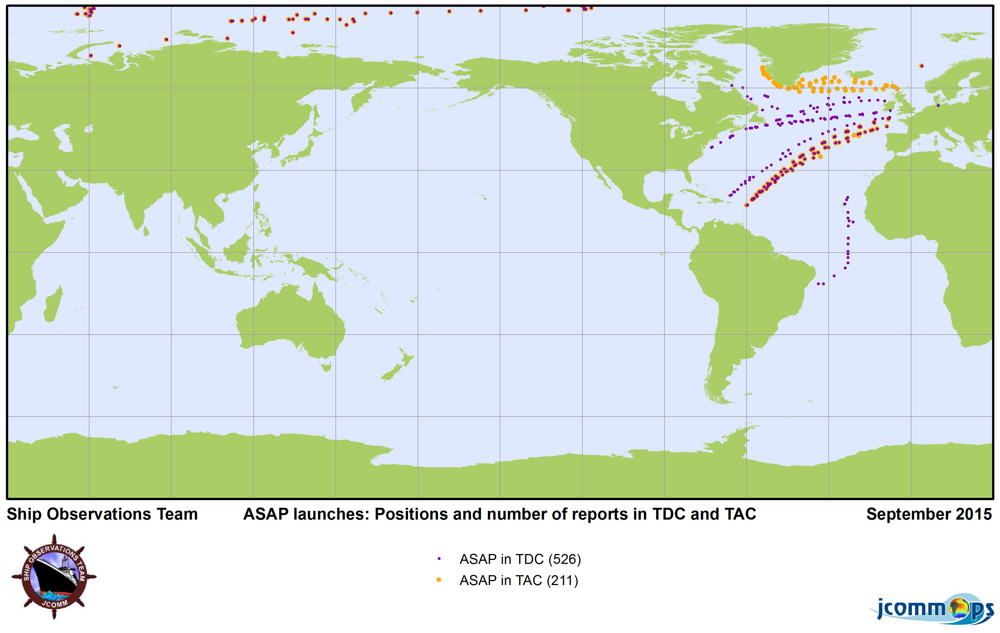 Ship Observations Team
ASAP launches: Positions and number of reports in TDC and TAC
September 2015
ASAP in TDC (526)
ASAP in TAC (211)
SHIP OBSERVATIONS TEAM
JCOMM
jcommops